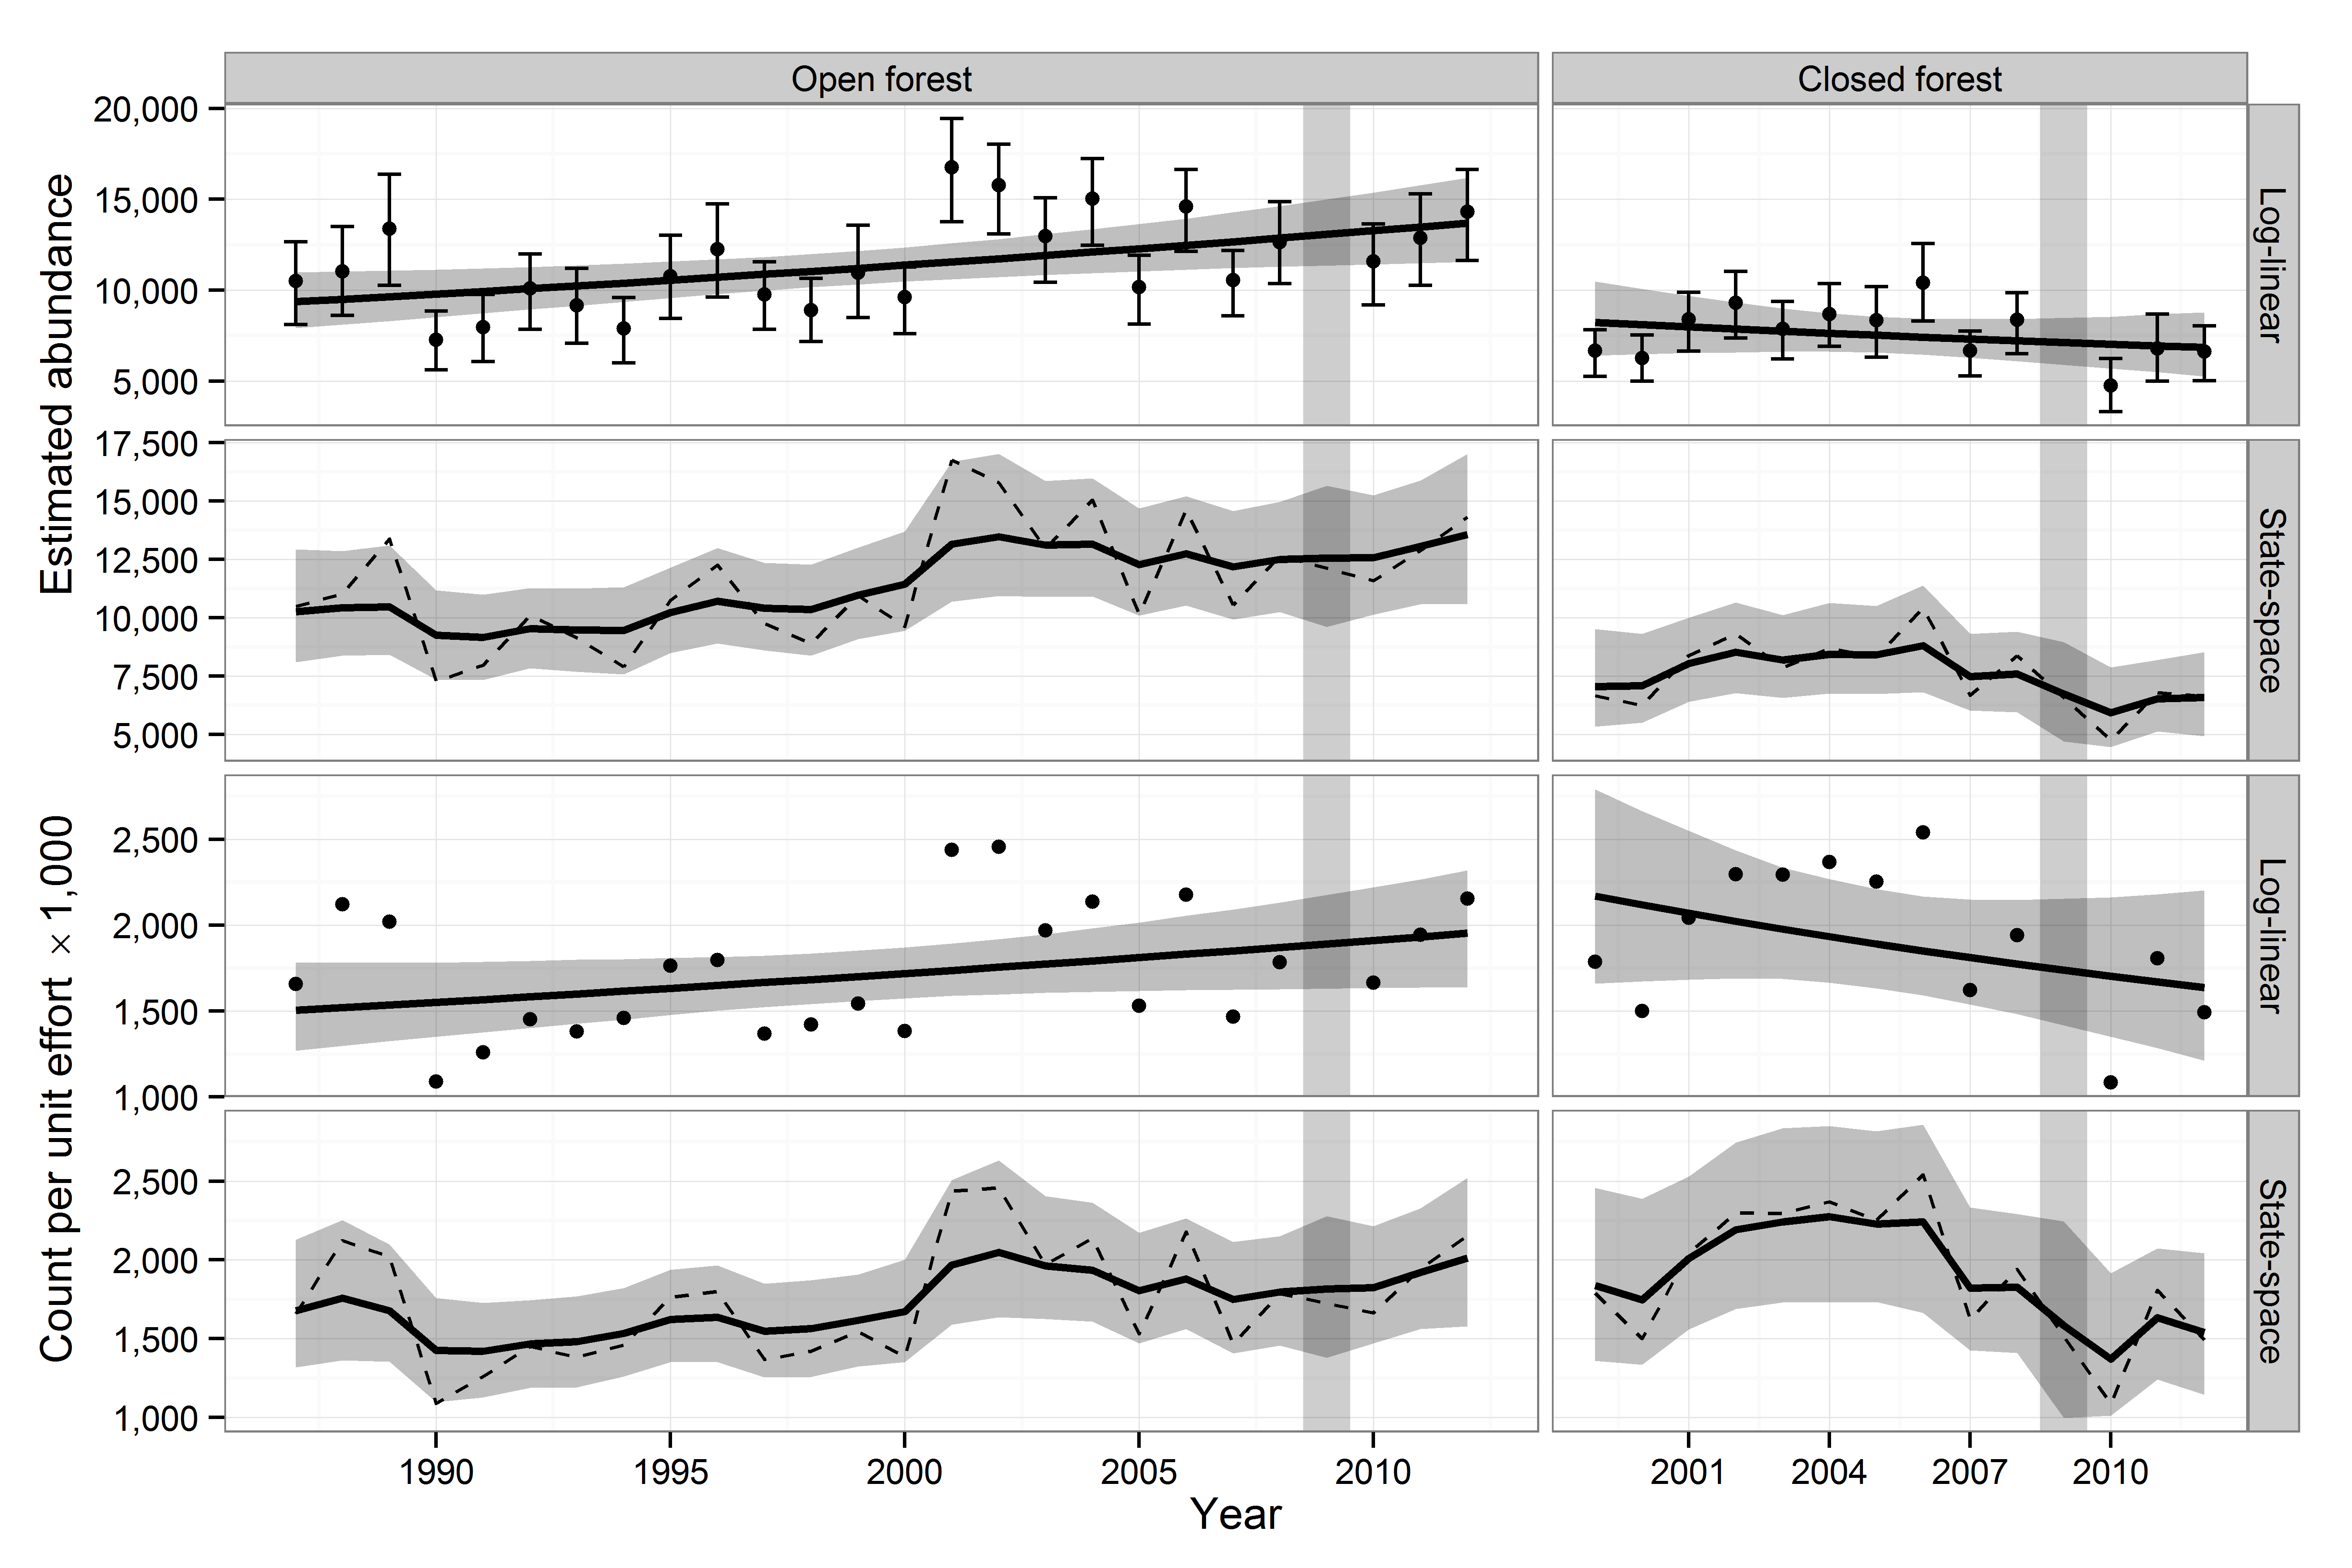 Open forest
Closed forest
Estimated abundance
20,000
15,000
10,000
5,000
Log-linear
17,500
15,000
12,500
10,000
7,500
5,000
State-space
Count per unit effort × 1,000
2,500
2,000
1,500
1,000
Log-linear
2,500
2,000
1,500
1,000
State-space
1990 1995 2000 2005 2010 2001 2004 2007 2010
Year